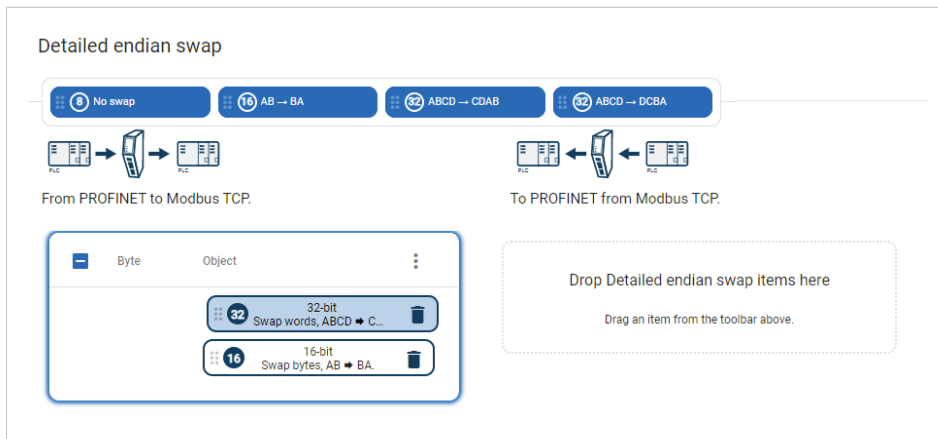 Detailed endian swap
8 No swap
16 AB → BA
32 ABCD → CDAB
32 ABCD → DCBA
PLC
PLC
PLC
PLC
From PROFINET to Modbus TCP.
To PROFINET from Modbus TCP.
Byte
Object
32
32-bit
Swap words, ABCD ➡ C...
16
16-bit
Swap bytes, AB ➡ BA.
Drop Detailed endian swap items here
Drag an item from the toolbar above.